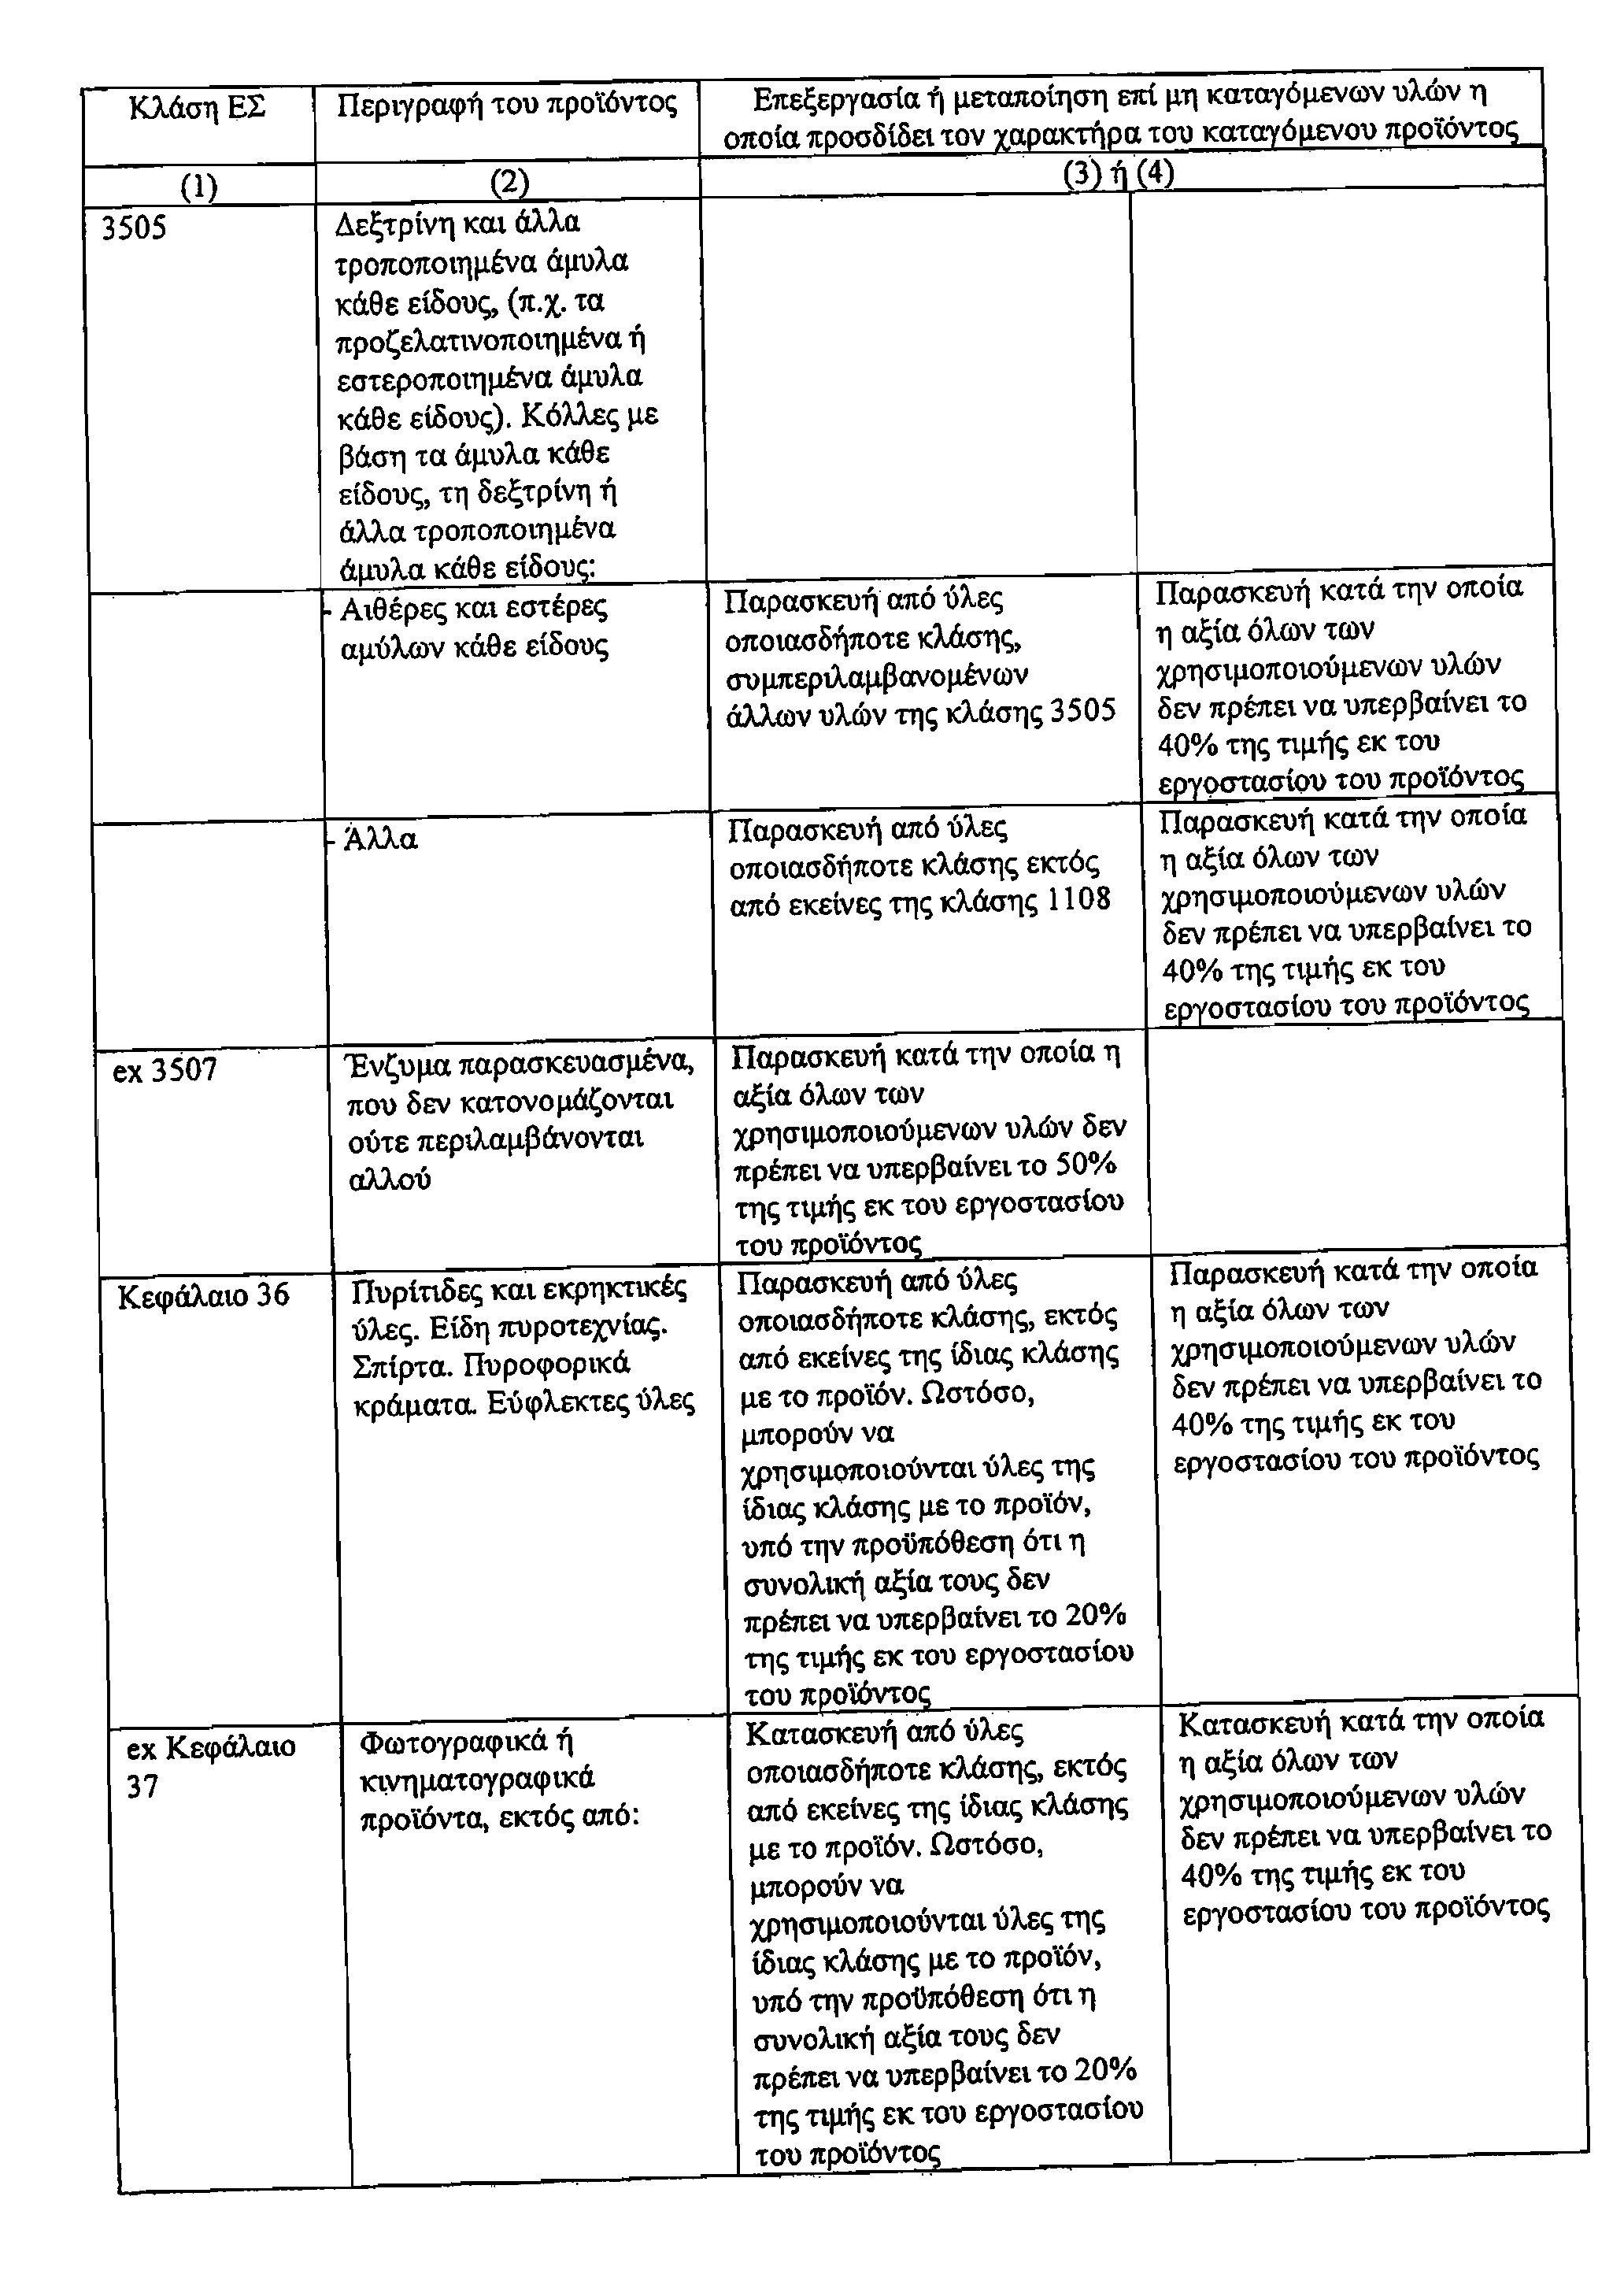 Κλάση ΕΣ
Περιγραφή του προϊόντος
Επεξεργασία ή μεταποίηση επί μη καταγόμενων υλών η
οποία προσδίδει τον χαρακτήρα του καταγόμενου προϊόντος
(1)
(2)
(3) ή (4)
3505
Δεξτρίνη και άλλα
τροποποιημένα άμυλα
κάθε είδους, (π.χ. τα
προζελατινοποιημένα ή
εστεροποιημένα άμυλα
κάθε είδους). Κόλλες με
βάση τα άμυλα κάθε
είδους, τη δεξτρίνη ή
άλλα τροποποιημένα
άμυλα κάθε είδους:
- Αιθέρες και εστέρες
αμύλων κάθε είδους
Παρασκευή από ύλες
οποιασδήποτε κλάσης,
συμπεριλαμβανομένων
άλλων υλών της κλάσης 3505
Παρασκευή κατά την οποία
η αξία όλων των
χρησιμοποιούμενων υλών
δεν πρέπει να υπερβαίνει το
40% της τιμής εκ του
εργοστασίου του προϊόντος
- Άλλα
Παρασκευή από ύλες
οποιασδήποτε κλάσης εκτός
από εκείνες της κλάσης 1108
Παρασκευή κατά την οποία
η αξία όλων των
χρησιμοποιούμενων υλών
δεν πρέπει να υπερβαίνει το
40% της τιμής εκ του
εργοστασίου του προϊόντος
ex 3507
Ένζυμα παρασκευασμένα,
που δεν κατονομάζονται
ούτε περιλαμβάνονται
αλλού
Παρασκευή κατά την οποία η
αξία όλων των
χρησιμοποιούμενων υλών δεν
πρέπει να υπερβαίνει το 50%
της τιμής εκ του εργοστασίου
του προϊόντος
Κεφάλαιο 36
Πυρίτιδες και εκρηκτικές
ύλες. Είδη πυροτεχνίας.
Σπίρτα. Πυροφορικά
κράματα. Εύφλεκτες ύλες
Παρασκευή από ύλες
οποιασδήποτε κλάσης, εκτός
από εκείνες της ίδιας κλάσης
με το προϊόν. Ωστόσο,
μπορούν να
χρησιμοποιούνται ύλες της
ίδιας κλάσης με το προϊόν,
υπό την προϋπόθεση ότι η
συνολική αξία τους δεν
πρέπει να υπερβαίνει το 20%
της τιμής εκ του εργοστασίου
του προϊόντος
Παρασκευή κατά την οποία
η αξία όλων των
χρησιμοποιούμενων υλών
δεν πρέπει να υπερβαίνει το
40% της τιμής εκ του
εργοστασίου του προϊόντος
ex Κεφάλαιο
37
Φωτογραφικά ή
κινηματογραφικά
προϊόντα, εκτός από:
Κατασκευή από ύλες
οποιασδήποτε κλάσης, εκτός
από εκείνες της ίδιας κλάσης
με το προϊόν. Ωστόσο,
μπορούν να
χρησιμοποιούνται ύλες της
ίδιας κλάσης με το προϊόν,
υπό την προϋπόθεση ότι η
συνολική αξία τους δεν
πρέπει να υπερβαίνει το 20%
της τιμής εκ του εργοστασίου
του προϊόντος
Κατασκευή κατά την οποία
η αξία όλων των
χρησιμοποιούμενων υλών
δεν πρέπει να υπερβαίνει το
40% της τιμής εκ του
εργοστασίου του προϊόντος